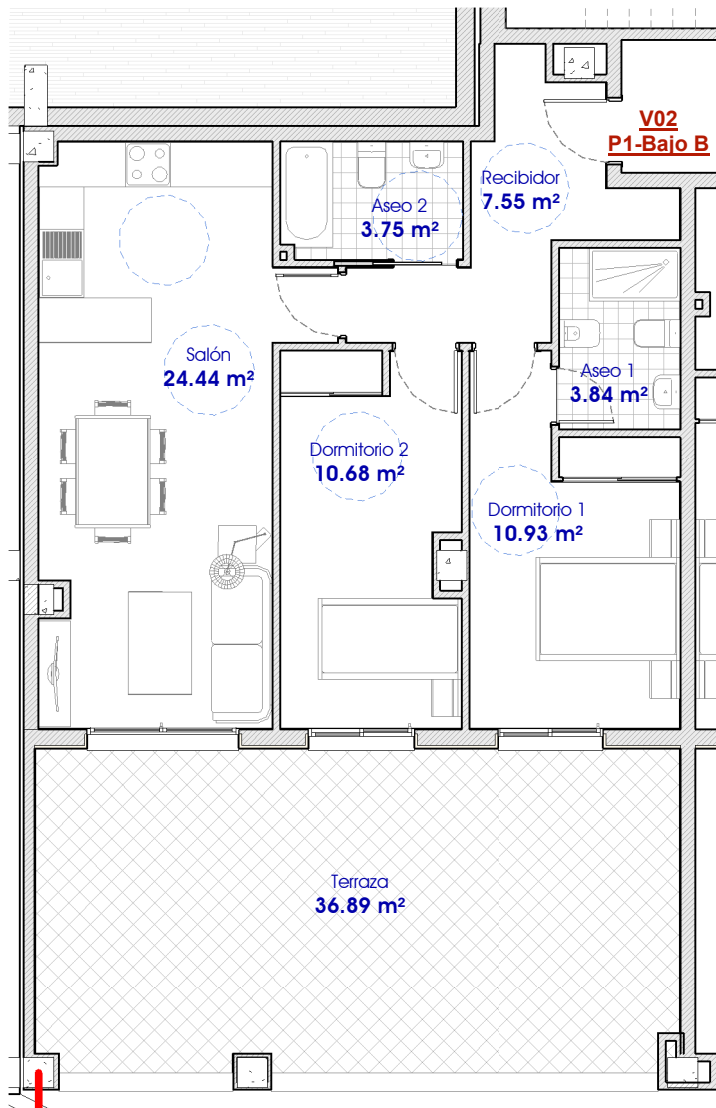 V02
P1-Bajo B
Recibidor
7.55 m²
Aseo 2
3.75 m²
Salón
24.44 m²
Aseo 1
3.84 m²
Dormitorio 2
10.68 m²
Dormitorio 1
10.93 m²
Terraza
36.89 m²